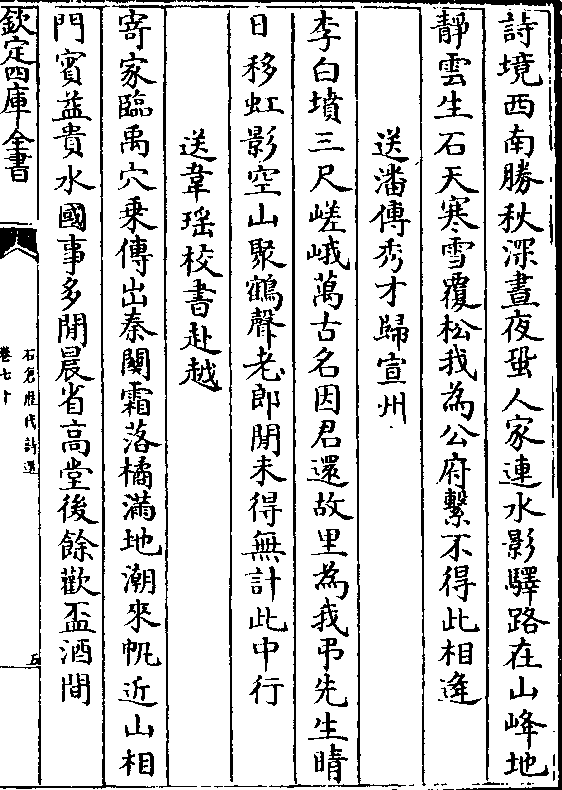 詩境西南勝秋深晝夜蛩人家連水影驛路在山峰地
靜雲生石天寒雪覆松我為公府繫不得此相逢
送潘傳秀才歸宣州
李白墳三尺嵯峨萬古名因君還故里為我弔先生晴
日移虹影空山聚鶴聲老郎閒未得無計此中行
送韋瑶校書赴越
寄家臨禹穴乗傳出秦關霜落橘滿地潮來帆近山相
門賓益貴水國事多閒晨省髙堂後餘歡盃酒間
欽定四庫全書
石倉歴代詩選
卷七十
五